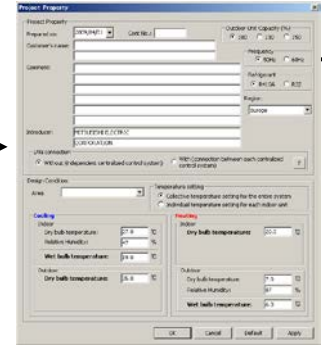 Project Property
Project Property
Prepared on: 2009/04/01 Cont No.:
Outdoor Unit Capacity (%)
100 130 150
Customer's name:
Frequency
50Hz 60Hz
Comment:
Refrigerant
R410A R22
Region:
Europe
Introducer: MITSUBISHI ELECTRIC
CORPORATION
LMS connection
Without (Independent centralized control system) With (connection between each centralized control system) ?
Design Condition
Area:
Temperature setting
Collective temperature setting for the entire system
Individual temperature setting for each indoor unit
Cooling
Indoor
Dry bulb temperature: °C
Relative Humidity: 47 %
Wet bulb temperature: 19.0 °C
Outdoor
Dry bulb temperature: 35.0 °C
Heating
Indoor
Dry bulb temperature: 20.0 °C
Outdoor
Dry bulb temperature: 7.0 °C
Relative Humidity: 87 %
Wet bulb temperature: 6.0 °C
OK Cancel Default Apply